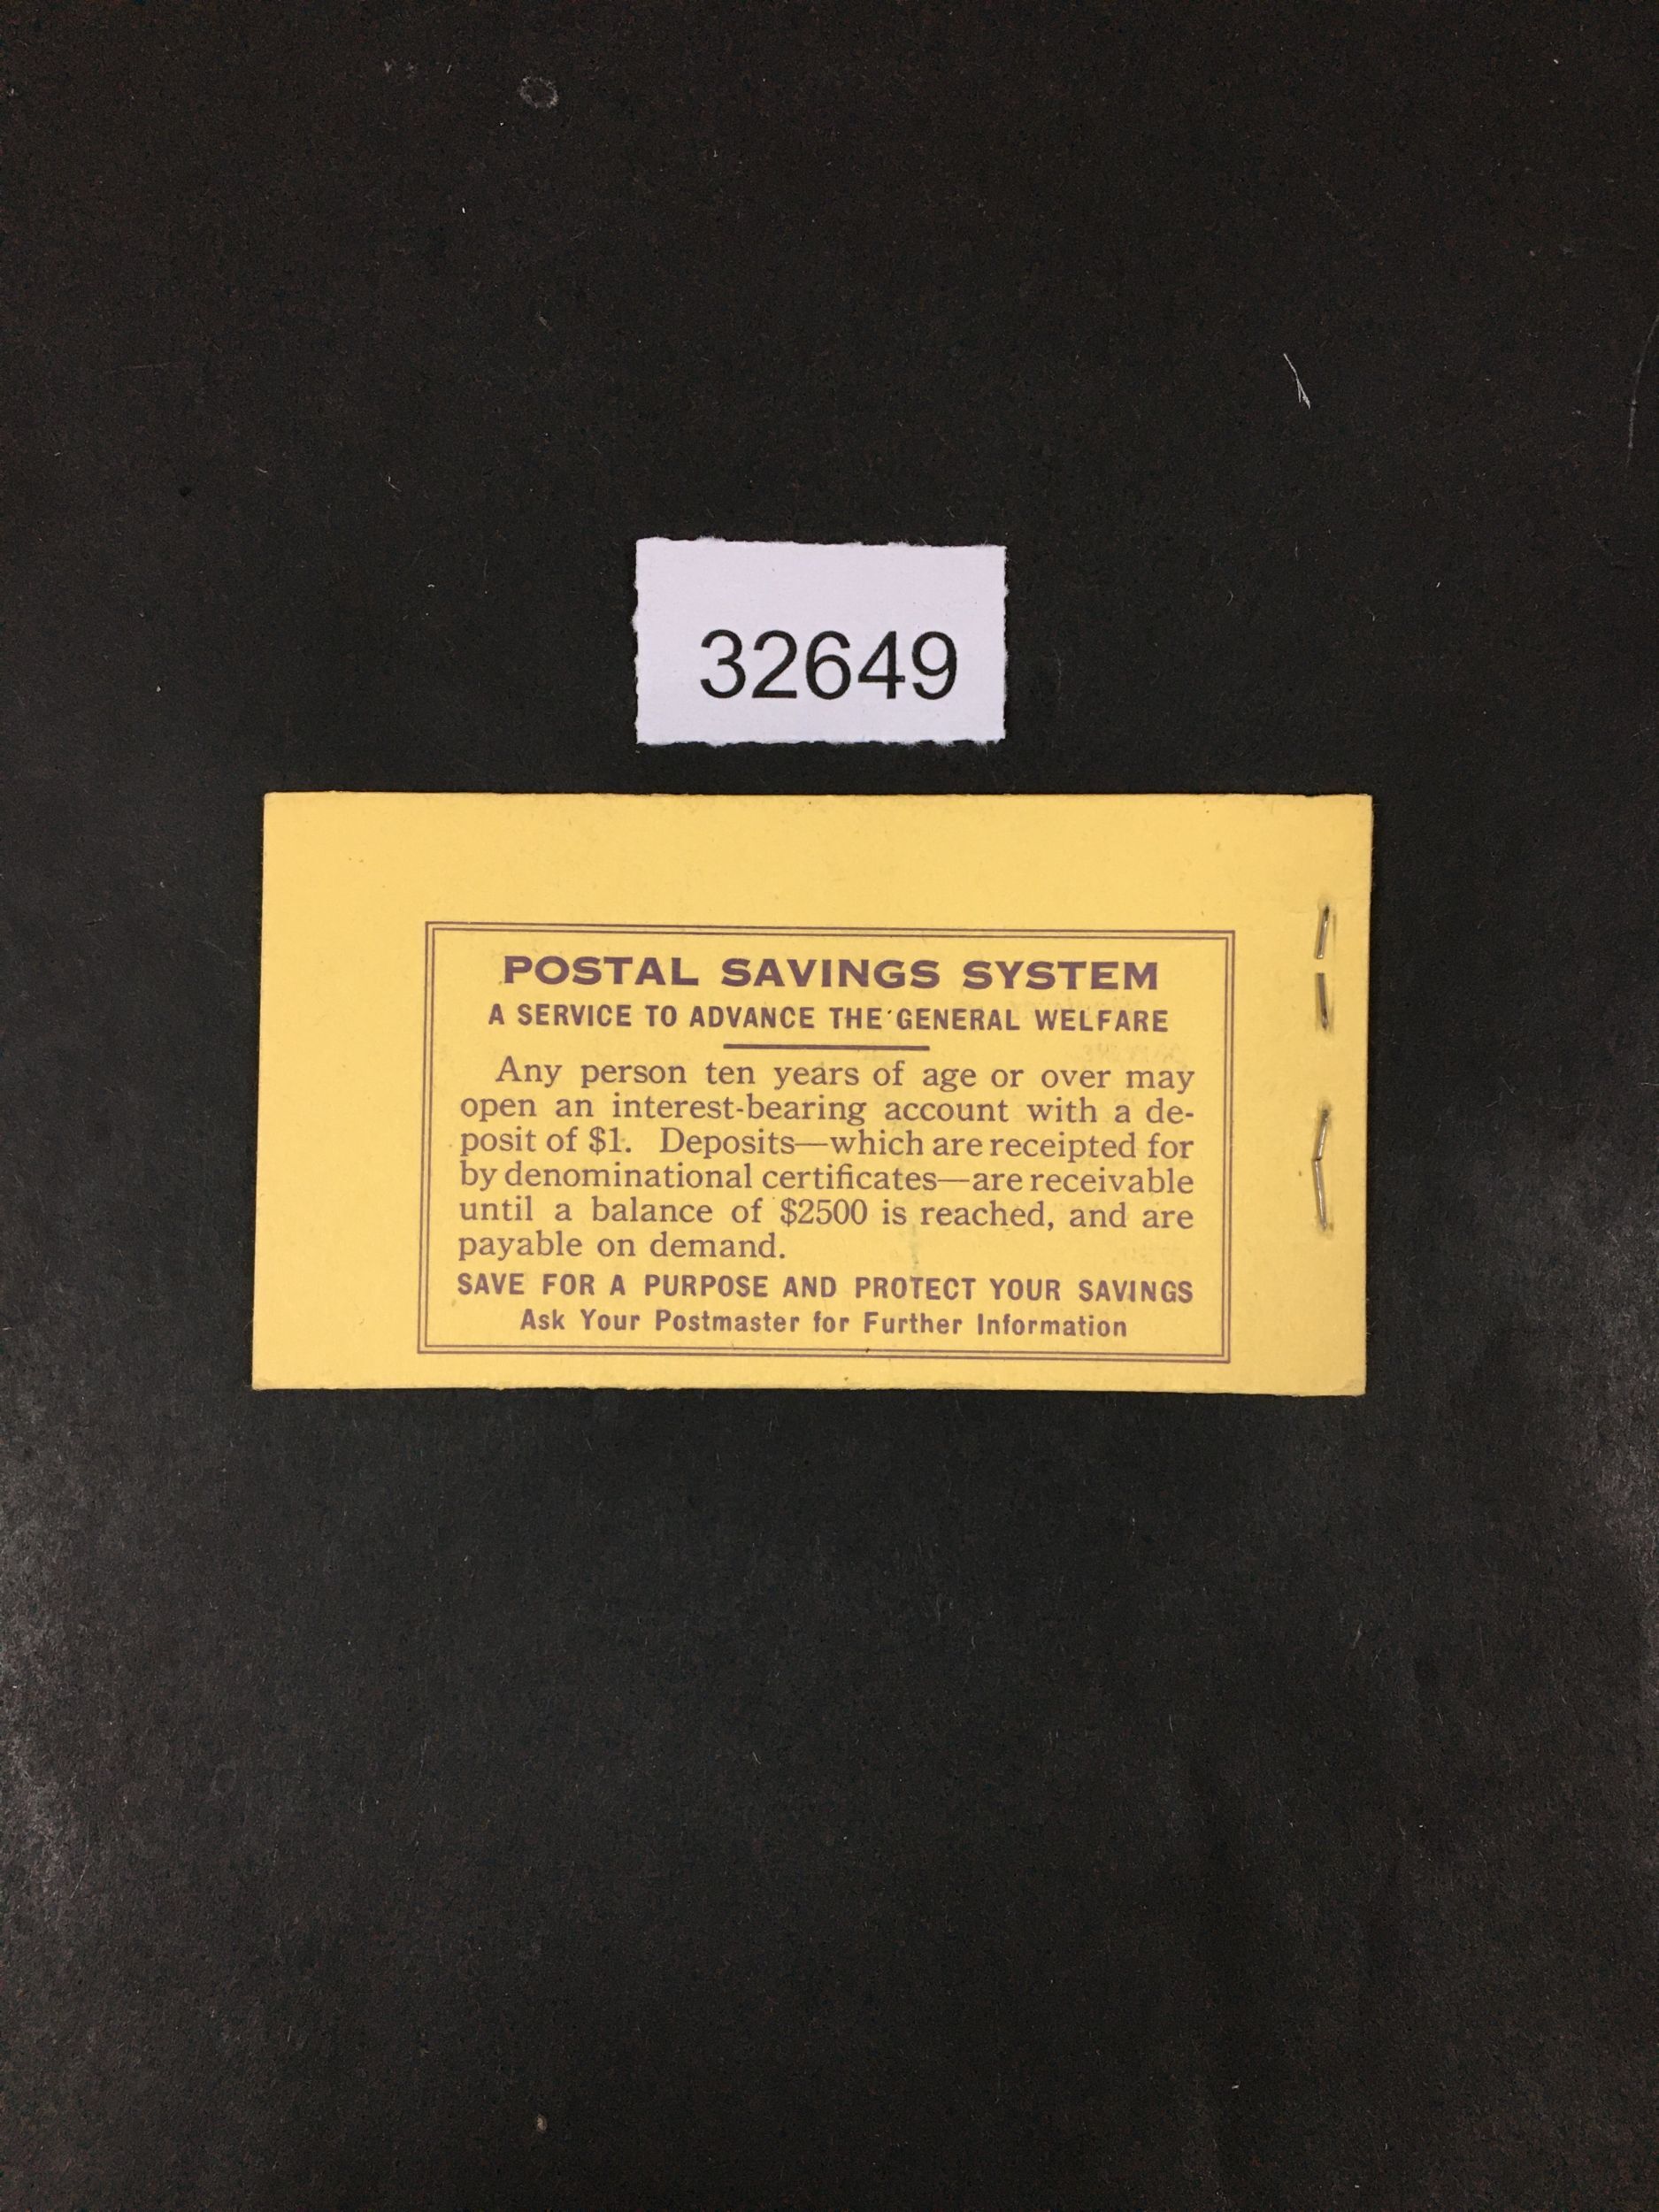 32649
POSTAL SAVINGS SYSTEM
A SERVICE TO ADVANCE THE GENERAL WELFARE
Any person ten years of age or over may
open an interest-bearing account with a de-
posit of $1. Deposits—which are receipted for
by denominational certificates—are receivable
until a balance of $2500 is reached, and are
payable on demand.
SAVE FOR A PURPOSE AND PROTECT YOUR SAVINGS
Ask Your Postmaster for Further Information